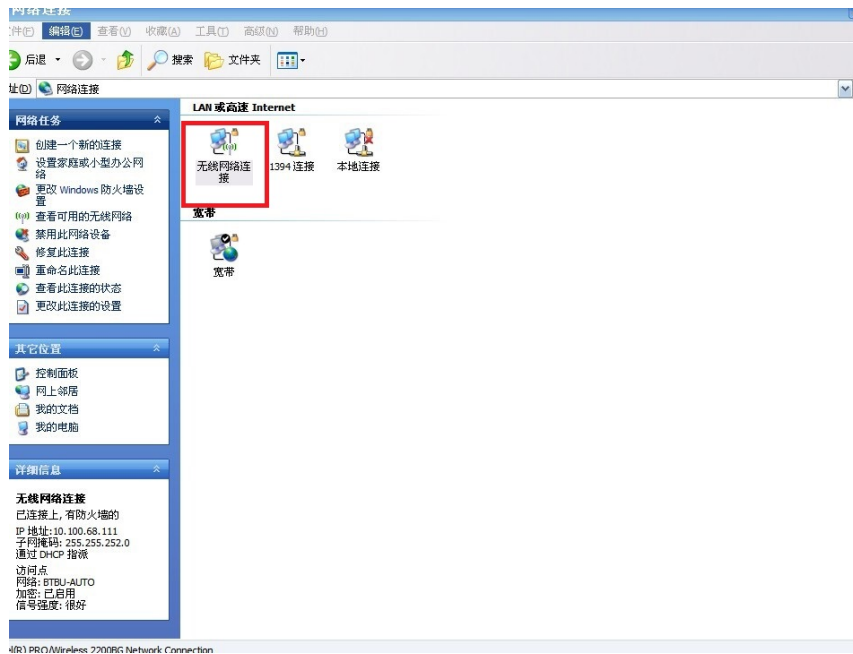 网络连接
件(F) 编辑(E) 查看(V) 收藏(A) 工具(T) 高级(N) 帮助(H)
后退 搜索 文件夹
址(D) 网络连接
网络任务
创建一个新的连接
设置家庭或小型办公网
络
更改 Windows 防火墙设
置
查看可用的无线网络
禁用此网络设备
修复此连接
重命名此连接
查看此连接的状态
更改此连接的设置
其它位置
控制面板
网上邻居
我的文档
我的电脑
详细信息
无线网络连接
已连接上, 有防火墙的
IP 地址:10.100.68.111
子网掩码: 255.255.252.0
通过 DHCP 指派
访问点
网络: BTBU-AUTO
加密: 已启用
信号强度: 很好
LAN 或高速 Internet
无线网络连
接
1394 连接
本地连接
宽带
宽带
el(R) PRO/Wireless 2200BG Network Connection